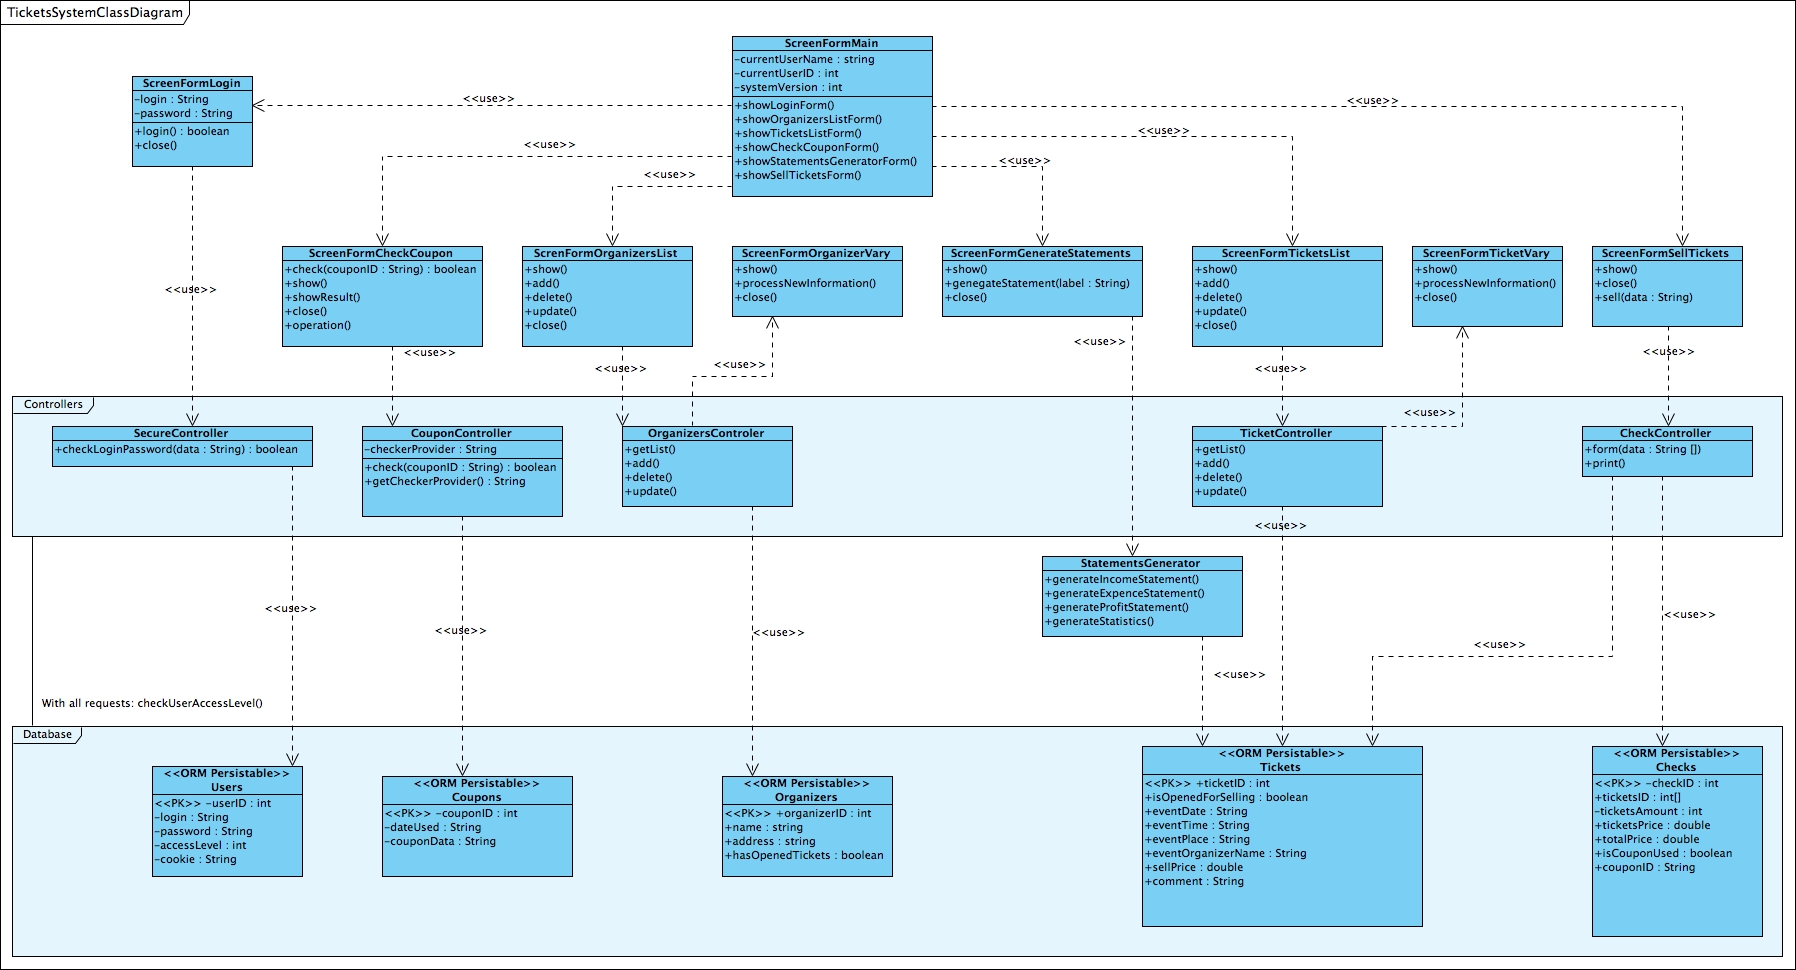 TicketsSystemClassDiagram
ScreenFormMain
-currentUserName : string
-currentUserID : int
-systemVersion : int
+showLoginForm()
+showOrganizersListForm()
+showTicketsListForm()
+showCheckCouponForm()
+showStatementsGeneratorForm()
+showSellTicketsForm()
ScreenFormLogin
-login : String
-password : String
+login() : boolean
+close()
<<use>>
<<use>>
<<use>>
<<use>>
<<use>>
<<use>>
ScreenFormCheckCoupon
+check(couponID : String) : boolean
+show()
+showResult()
+close()
+operation()
ScrenFormOrganizersList
+show()
+add()
+delete()
+update()
+close()
ScreenFormOrganizerVary
+show()
+processNewInformation()
+close()
ScreenFormGenerateStatements
+show()
+genegateStatement(label : String)
+close()
ScreenFormTicketsList
+show()
+add()
+delete()
+update()
+close()
ScreenFormTicketVary
+show()
+processNewInformation()
+close()
ScreenFormSellTickets
+show()
+close()
+sell(data : String)
<<use>>
<<use>>
<<use>>
<<use>>
<<use>>
<<use>>
<<use>>
<<use>>
Controllers
SecureController
+checkLoginPassword(data : String) : boolean
CouponController
-checkerProvider : String
+check(couponID : String) : boolean
+getCheckerProvider() : String
OrganizersControler
+getList()
+add()
+delete()
+update()
TicketController
+getList()
+add()
+delete()
+update()
CheckController
+form(data : String [])
+print()
<<use>>
StatementsGenerator
+generateIncomeStatement()
+generateExpenceStatement()
+generateProfitStatement()
+generateStatistics()
<<use>>
<<use>>
<<use>>
<<use>>
<<use>>
<<use>>
With all requests: checkUserAccessLevel()
Database
<<ORM Persistable>>
Users
<<PK>> -userID : int
-login : String
-password : String
-accessLevel : int
-cookie : String
<<ORM Persistable>>
Coupons
<<PK>> -couponID : int
-dateUsed : String
-couponData : String
<<ORM Persistable>>
Organizers
<<PK>> +organizerID : int
+name : string
+address : string
+hasOpenedTickets : boolean
<<ORM Persistable>>
Tickets
<<PK>> +ticketID : int
+isOpenedForSelling : boolean
+eventDate : String
+eventTime : String
+eventPlace : String
+eventOrganizerName : String
+sellPrice : double
+comment : String
<<ORM Persistable>>
Checks
<<PK>> -checkID : int
+ticketsID : int[]
-ticketsAmount : int
+ticketsPrice : double
+totalPrice : double
+isCouponUsed : boolean
+couponID : String